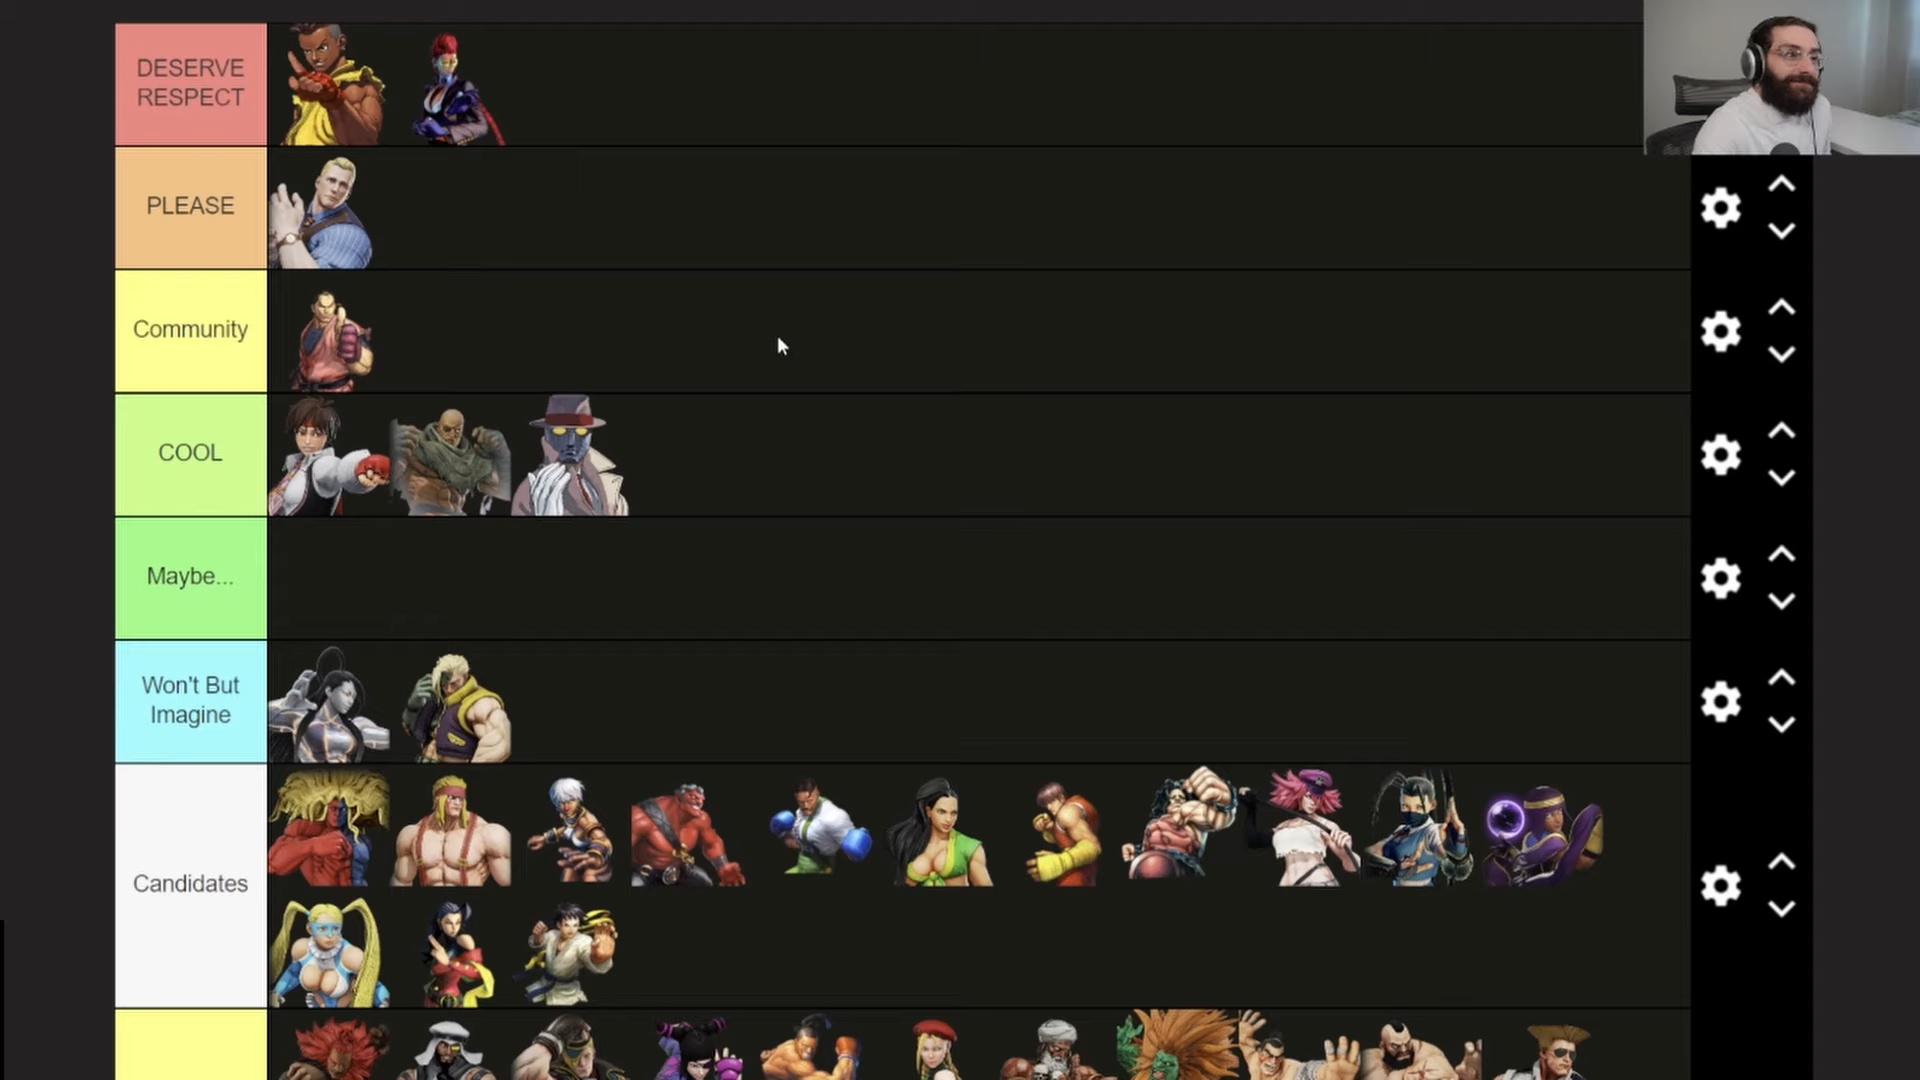 DESERVE
RESPECT
PLEASE
Community
COOL
Maybe...
Won't But
Imagine
Candidates